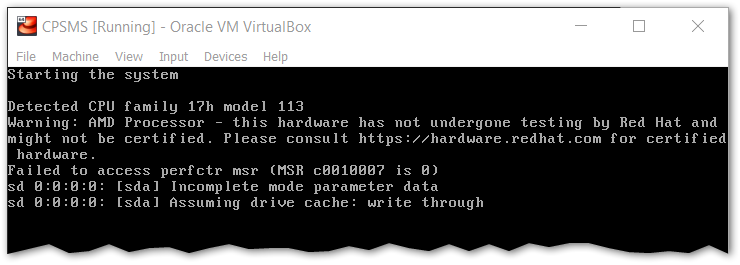 CPSMS [Running] - Oracle VM VirtualBox
File Machine View Input Devices Help
Starting the system
Detected CPU family 17h model 113
Warning: AMD Processor - this hardware has not undergone testing by Red Hat and
might not be certified. Please consult https://hardware.redhat.com for certified
hardware.
Failed to access perfctr msr (MSR c0010007 is 0)
sd 0:0:0:0: [sda] Incomplete mode parameter data
sd 0:0:0:0: [sda] Assuming drive cache: write through